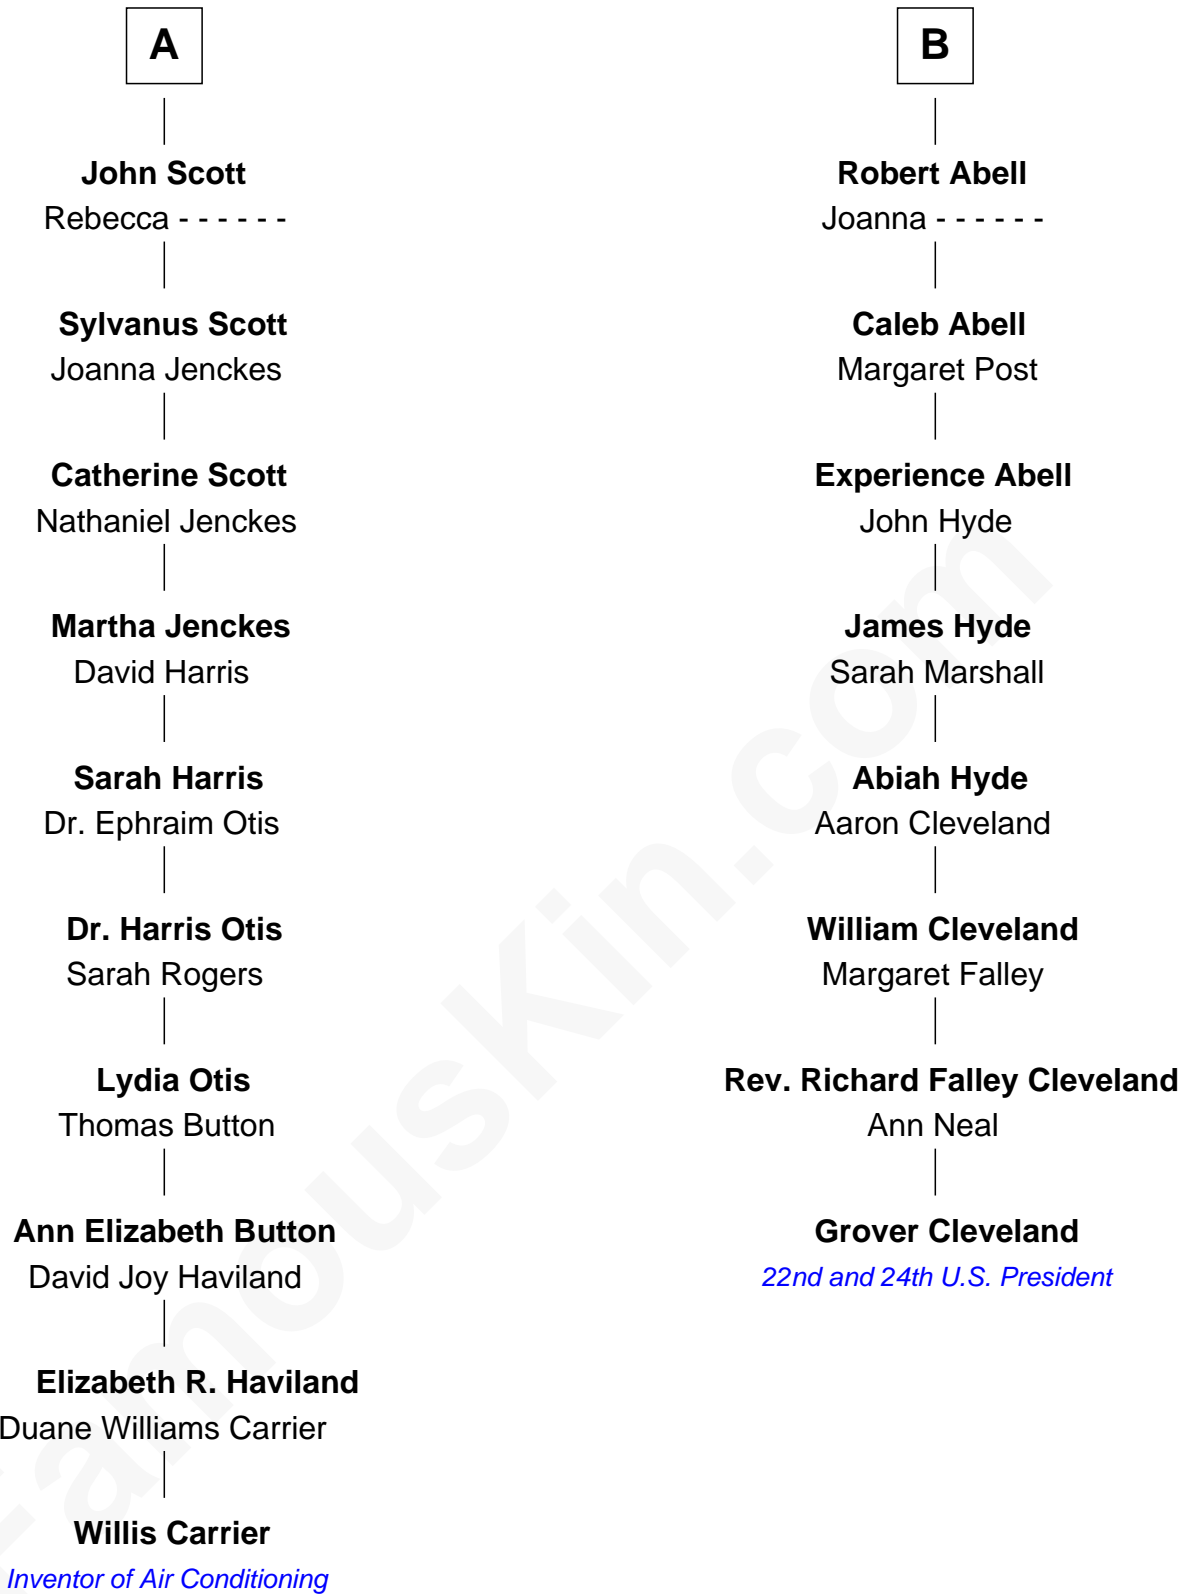 A
John Scott
Rebecca - - - - - -
Sylvanus Scott
Joanna Jenckes
Catherine Scott
Nathaniel Jenckes
Martha Jenckes
David Harris
Sarah Harris
Dr. Ephraim Otis
Dr. Harris Otis
Sarah Rogers
Lydia Otis
Thomas Button
Ann Elizabeth Button
David Joy Haviland
Elizabeth R. Haviland
Duane Williams Carrier
Willis Carrier
Inventor of Air Conditioning
B
Robert Abell
Joanna - - - - - -
Caleb Abell
Margaret Post
Experience Abell
John Hyde
James Hyde
Sarah Marshall
Abiah Hyde
Aaron Cleveland
William Cleveland
Margaret Falley
Rev. Richard Falley Cleveland
Ann Neal
Grover Cleveland
22nd and 24th U.S. President
FamousKin.com